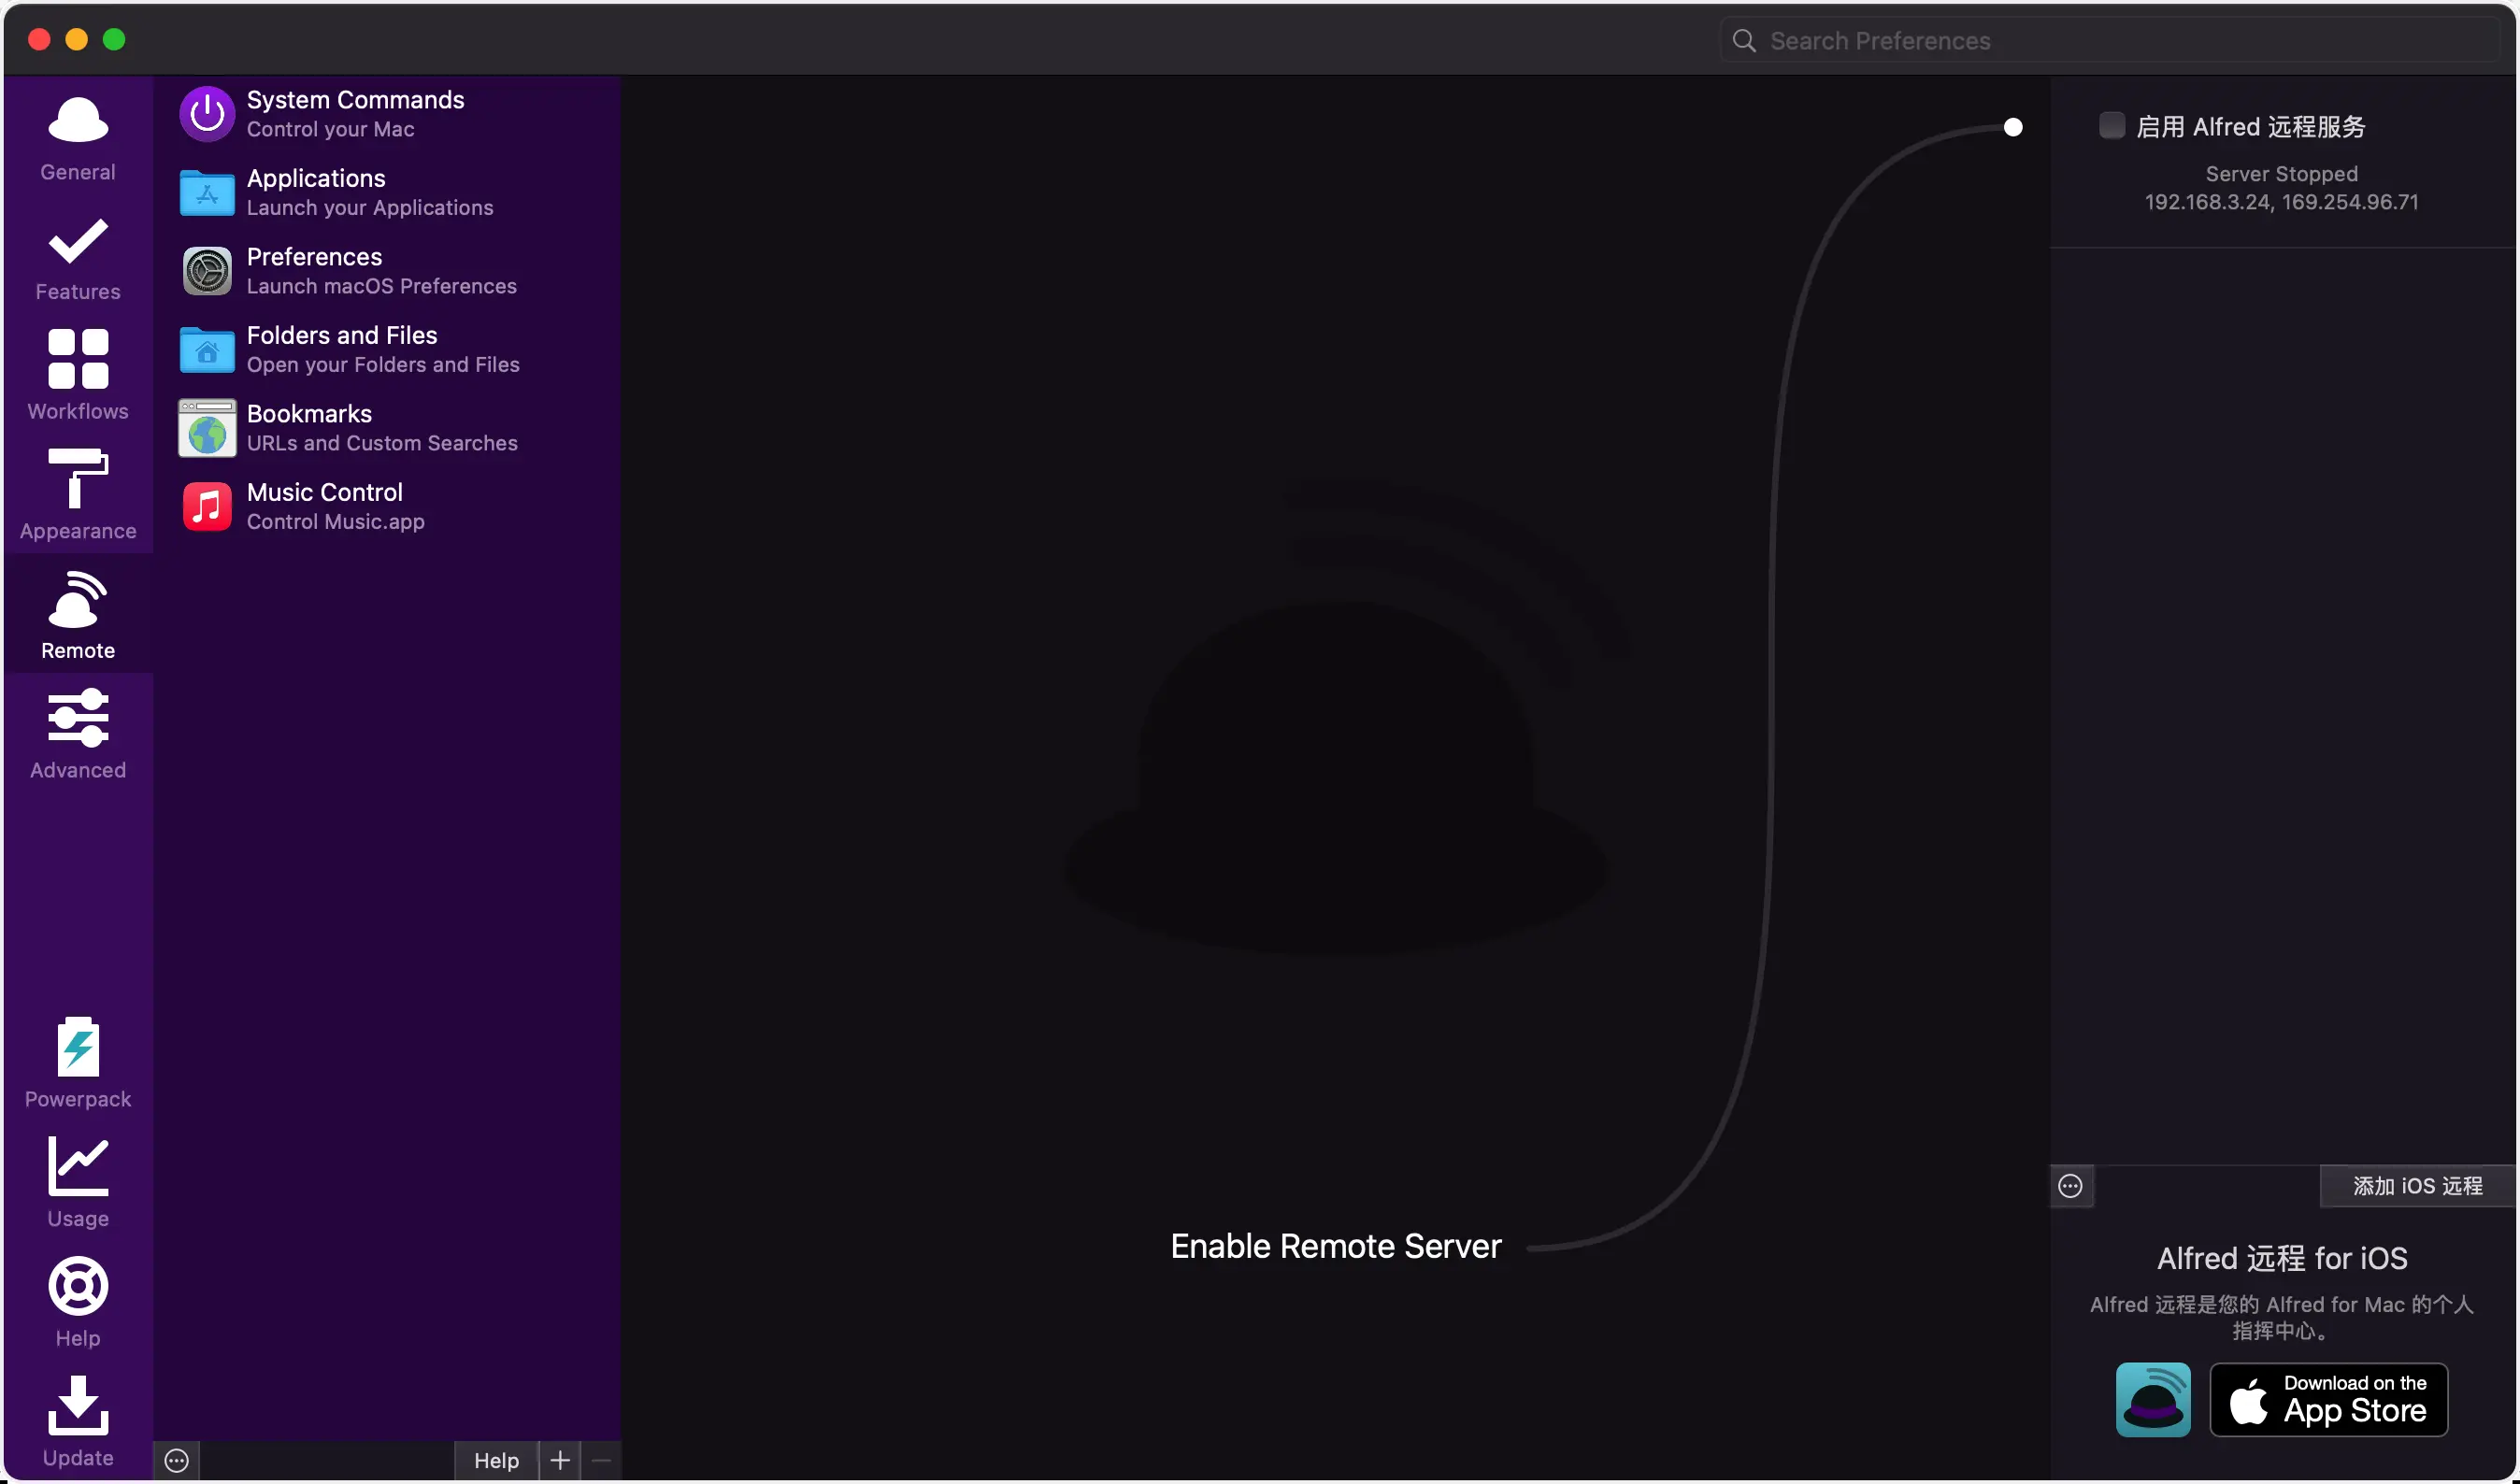 Search Preferences
General
Features
Workflows
Appearance
Remote
Advanced
Powerpack
Usage
Help
Update
System Commands
Control your Mac
Applications
Launch your Applications
Preferences
Launch macOS Preferences
Folders and Files
Open your Folders and Files
Bookmarks
URLs and Custom Searches
Music Control
Control Music.app
Help
Enable Remote Server
启用 Alfred 远程服务
Server Stopped
192.168.3.24, 169.254.96.71
添加 iOS 远程
Alfred 远程 for iOS
Alfred 远程是您的 Alfred for Mac 的个人
指挥中心。
Download on the
App Store